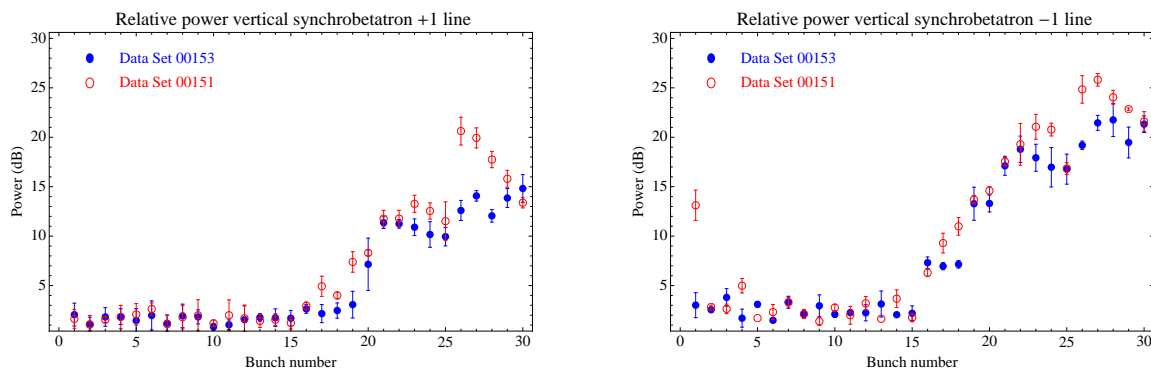 Relative power vertical synchrobetatron +1 line
30
25
20
15
10
5
Power (dB)
Data Set 00153
Data Set 00151
0 5 10 15 20 25 30
Bunch number
Relative power vertical synchrobetatron −1 line
30
25
20
15
10
5
Power (dB)
Data Set 00153
Data Set 00151
0 5 10 15 20 25 30
Bunch number